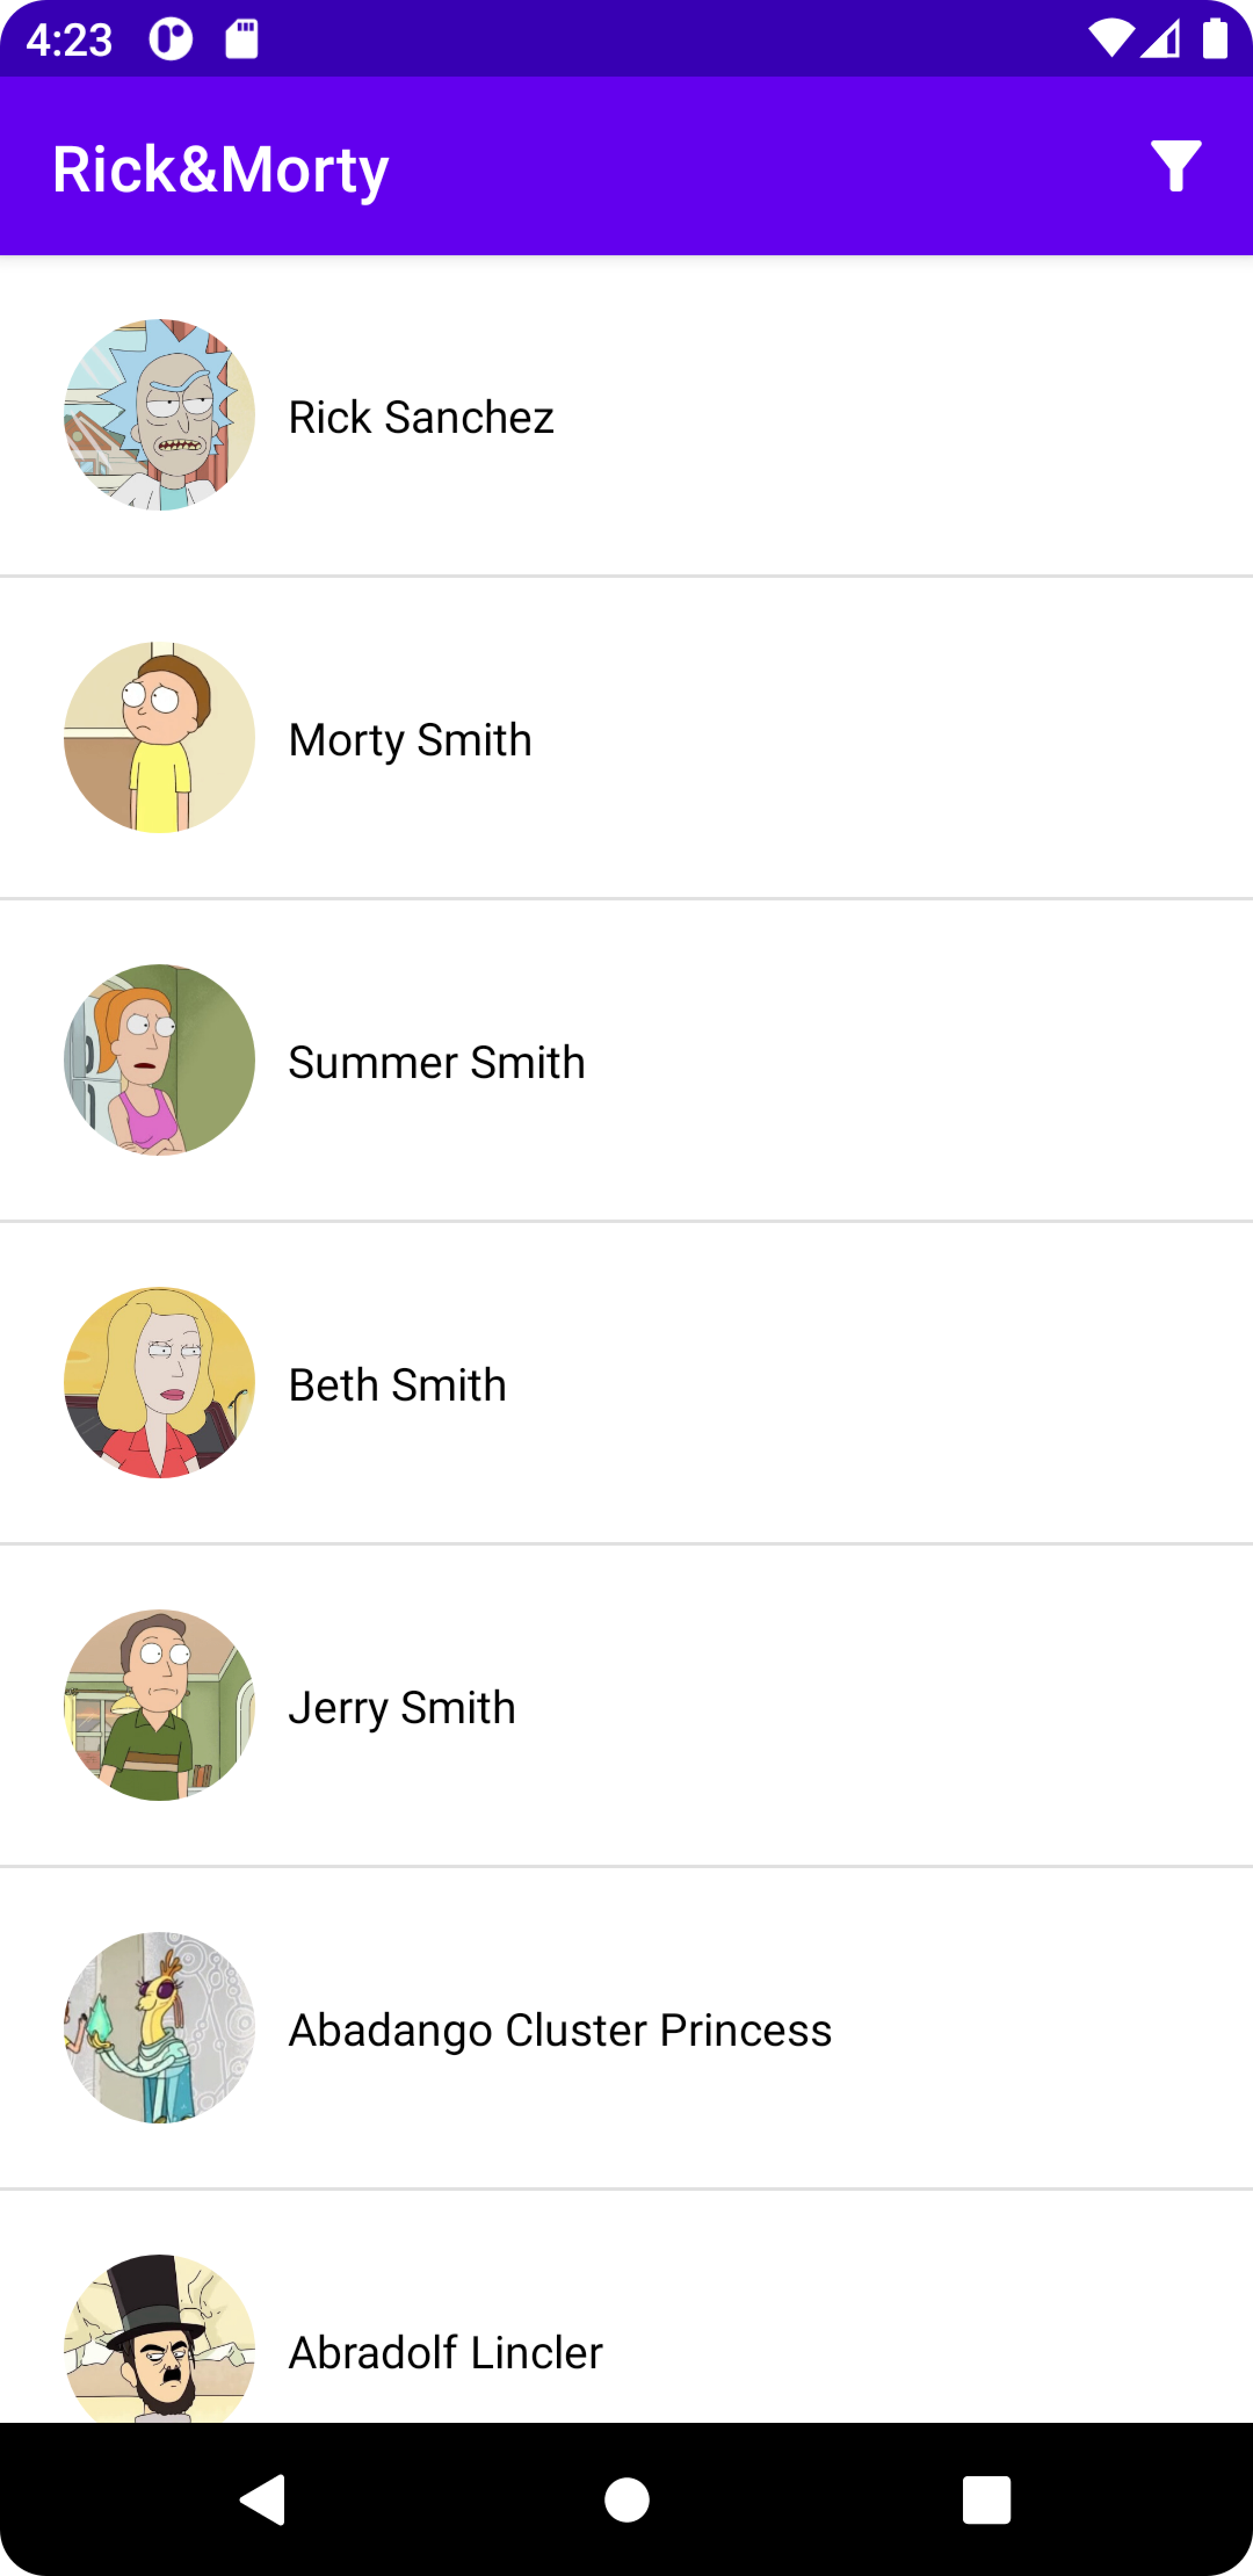 4:23
Rick&Morty
Rick Sanchez
Morty Smith
Summer Smith
Beth Smith
Jerry Smith
Abadango Cluster Princess
Abradolf Lincler